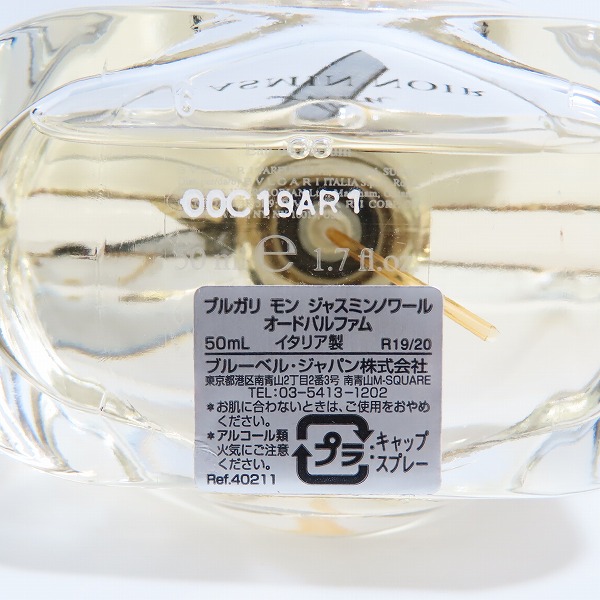 JASMIN NOIR
ITALIA
00C19AR1
50 ml e 1.7 fl.oz
ブルガリ モン ジャスミンノワール
オードパルファム
50mL イタリア製 R19/20
ブルーベル・ジャパン株式会社
東京都港区南青山2丁目2番3号 南青山M-SQUARE
TEL:03-5413-1202
*お肌に合わないときは、ご使用をおやめ
ください。
*アルコール類
火気にご注意
ください。
Ref.40211
プラ
キャップ
スプレー